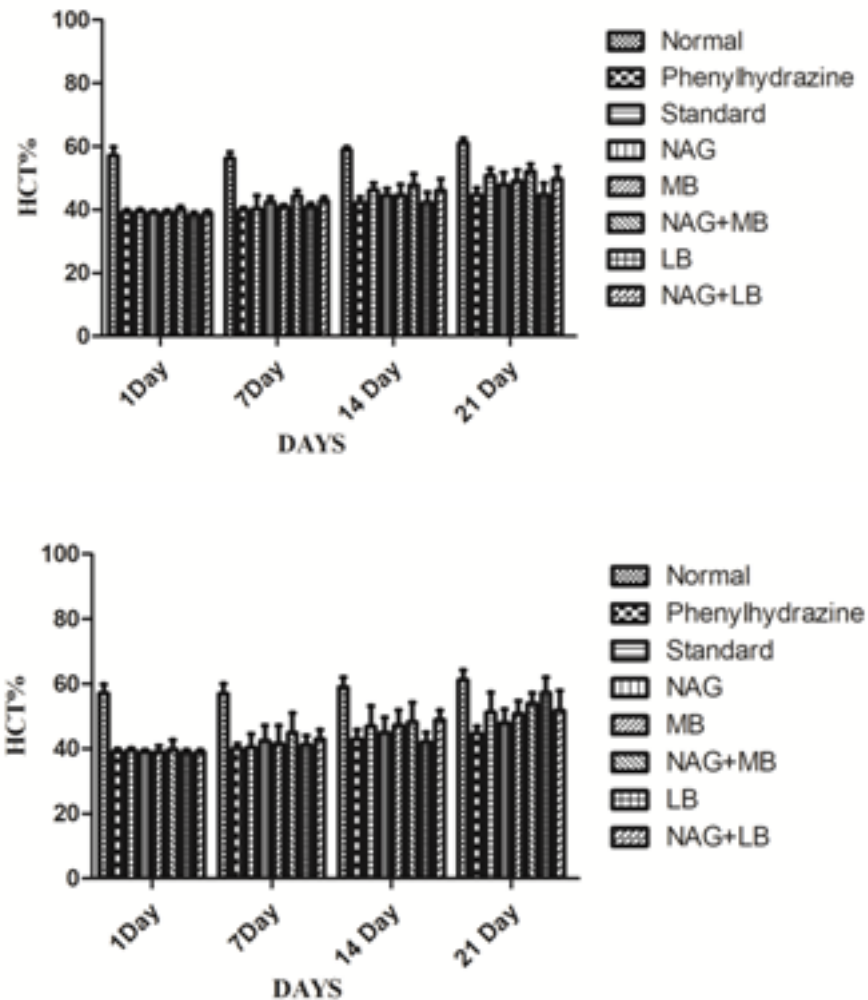 100
80
60
40
20
0
HCT%
1Day
7Day
14 Day
21 Day
DAYS
Normal
Phenylhydrazine
Standard
NAG
MB
NAG+MB
LB
NAG+LB
100
80
60
40
20
0
HCT%
1Day
7Day
14 Day
21 Day
DAYS
Normal
Phenylhydrazine
Standard
NAG
MB
NAG+MB
LB
NAG+LB